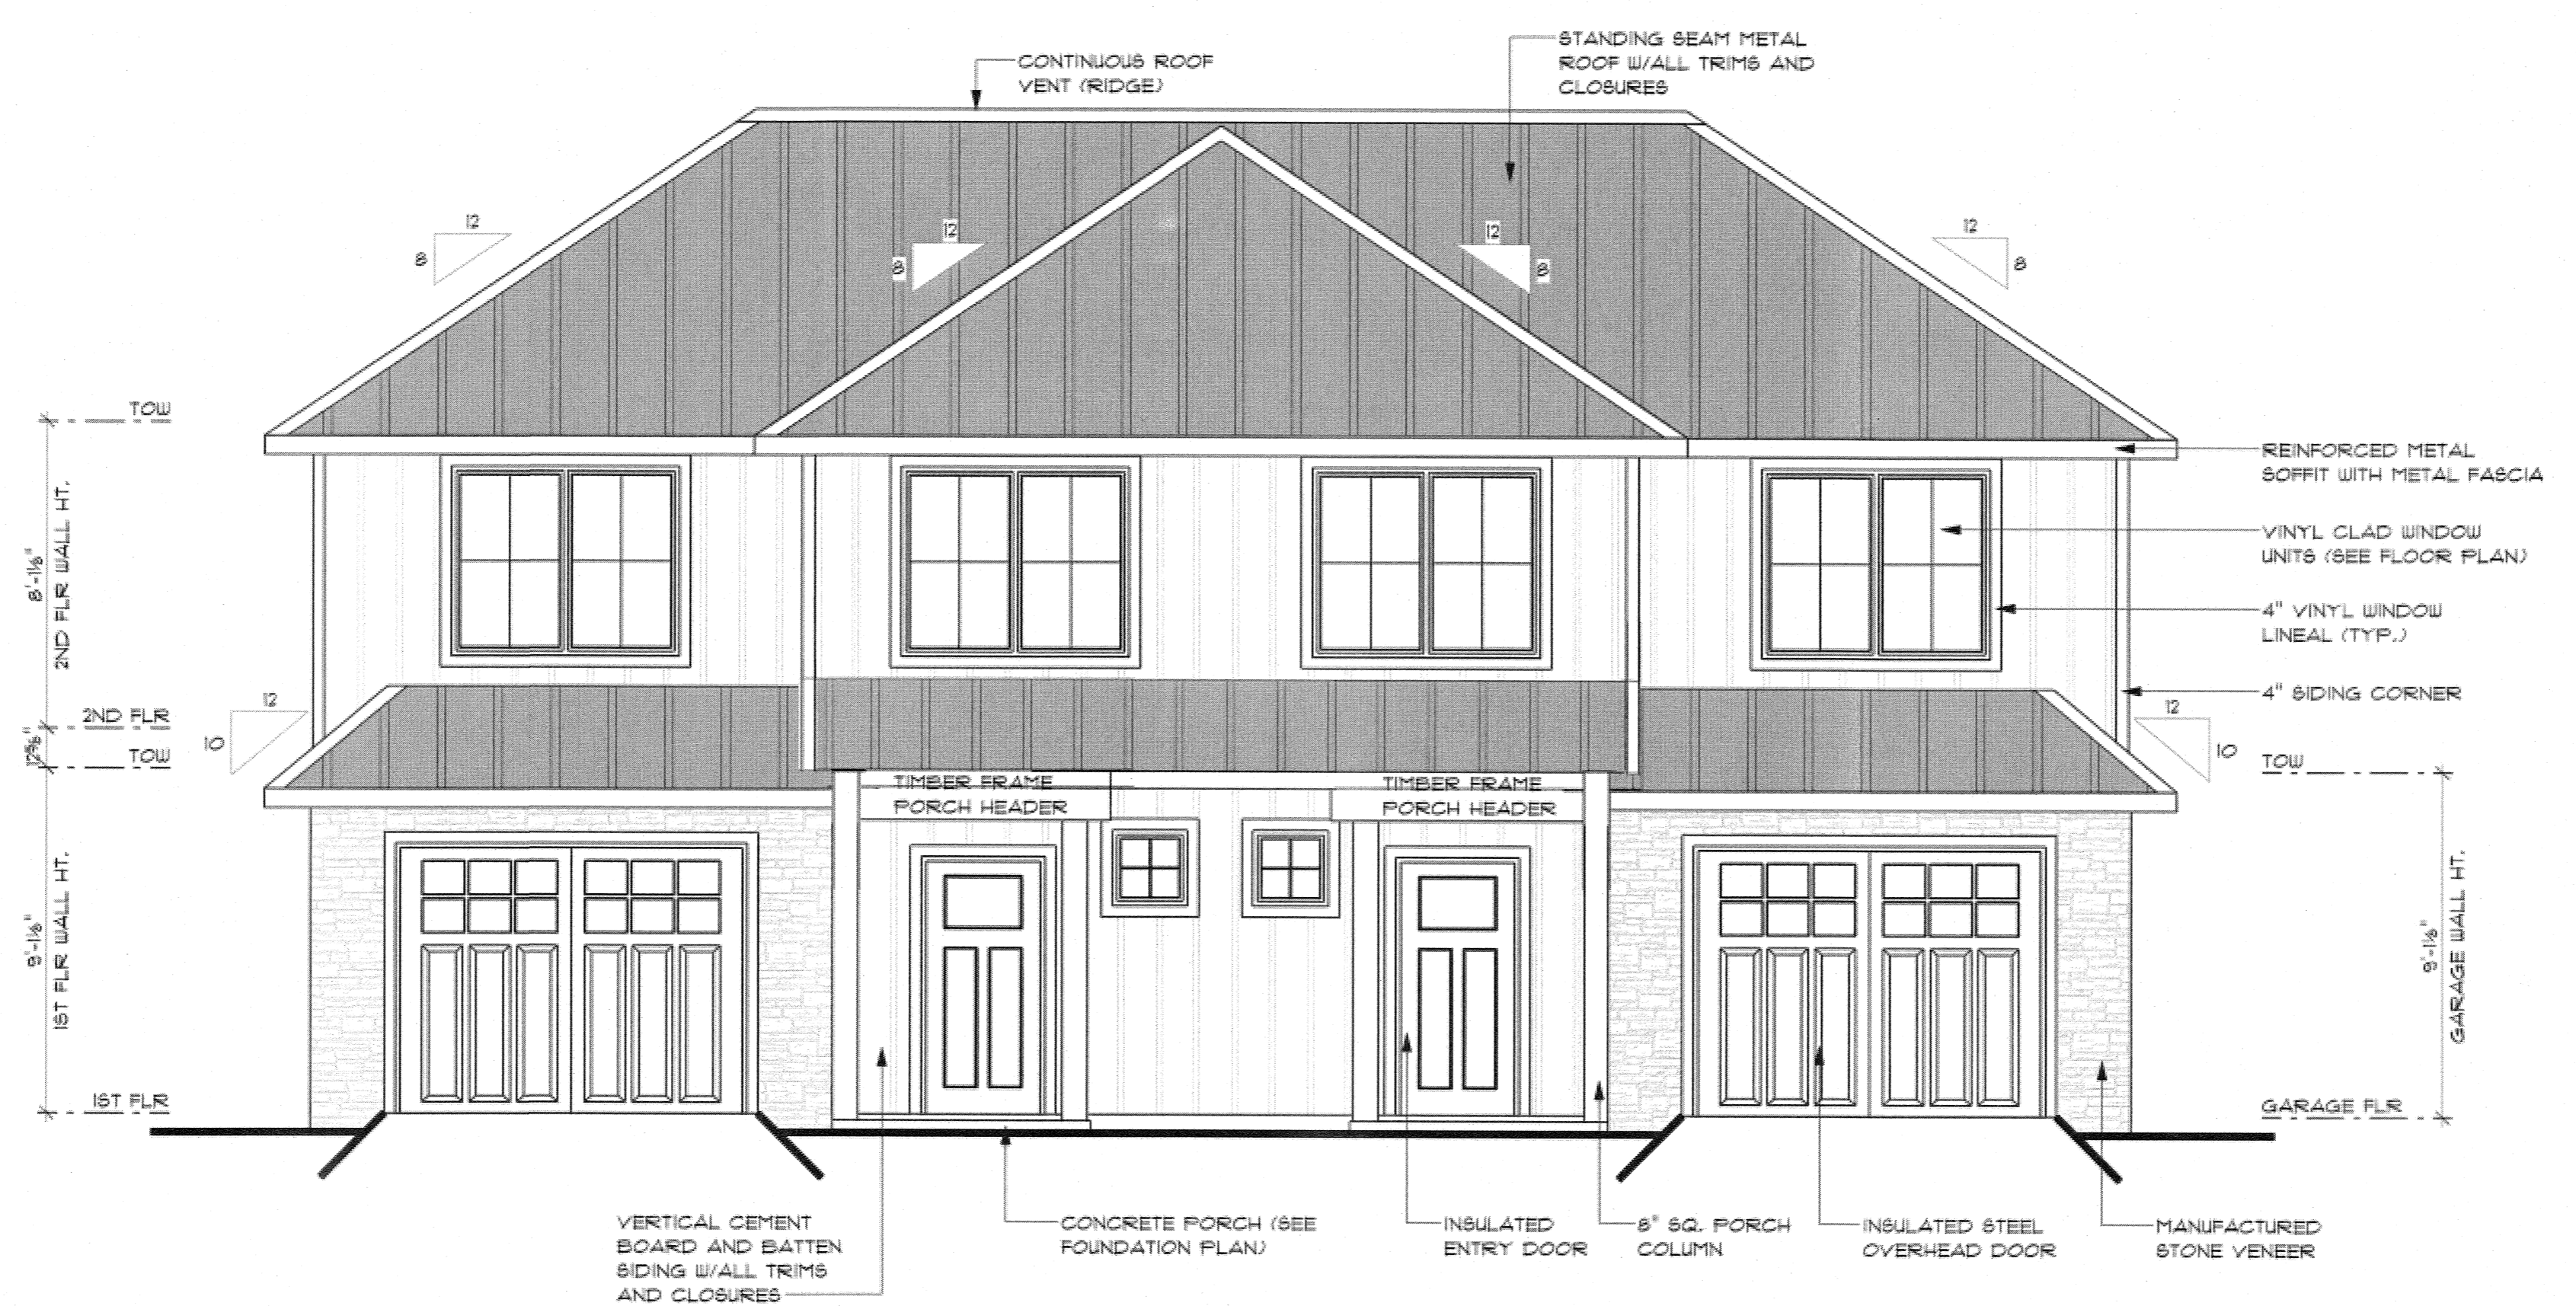 CONTINUOUS ROOF
VENT (RIDGE)
STANDING SEAM METAL
ROOF W/ALL TRIMS AND
CLOSURES
12
8
12
8
12
8
12
8
TOW
8'-1⅛"
2ND FLR WALL HT.
2ND FLR
12
10
12⅝"
TOW
9'-1⅛"
1ST FLR WALL HT.
1ST FLR
REINFORCED METAL
SOFFIT WITH METAL FASCIA
VINYL CLAD WINDOW
UNITS (SEE FLOOR PLAN)
4" VINYL WINDOW
LINEAL (TYP.)
4" SIDING CORNER
12
10
TOW
9'-1⅛"
GARAGE WALL HT.
GARAGE FLR
TIMBER FRAME
PORCH HEADER
TIMBER FRAME
PORCH HEADER
VERTICAL CEMENT
BOARD AND BATTEN
SIDING W/ALL TRIMS
AND CLOSURES
CONCRETE PORCH (SEE
FOUNDATION PLAN)
INSULATED
ENTRY DOOR
8" SQ. PORCH
COLUMN
INSULATED STEEL
OVERHEAD DOOR
MANUFACTURED
STONE VENEER